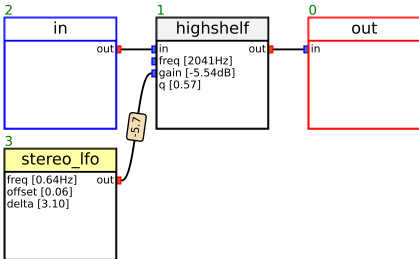 2
in
out
1
highshelf
in
out
freq [2041Hz]
gain [-5.54dB]
q [0.57]
0
out
in
-5.7
3
stereo_lfo
freq [0.64Hz]
out
offset [0.06]
delta [3.10]